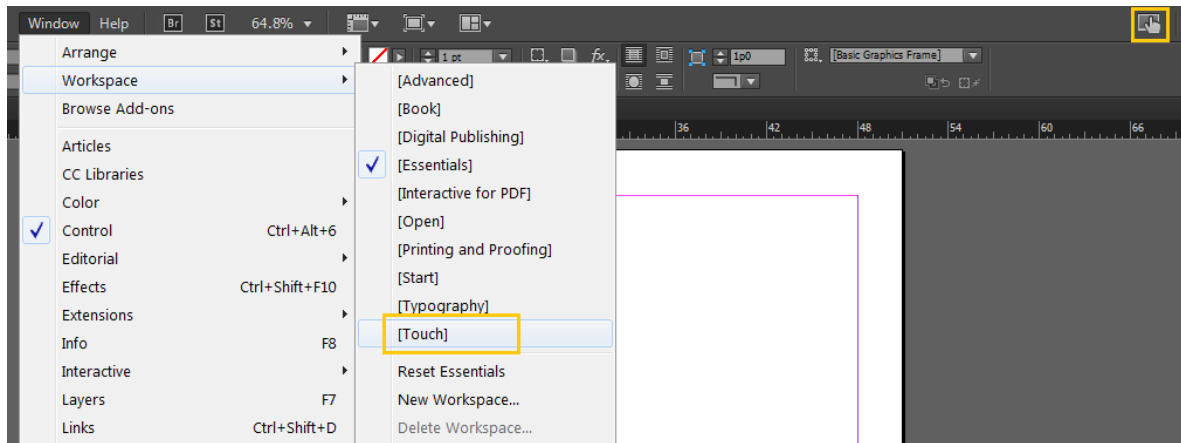 Window Help Br St 64.8%
Arrange
Workspace
Browse Add-ons
Articles
CC Libraries
Color
Control Ctrl+Alt+6
Editorial
Effects Ctrl+Shift+F10
Extensions
Info F8
Interactive
Layers F7
Links Ctrl+Shift+D
1 pt fx. 1p0 [Basic Graphics Frame]
[Advanced]
[Book]
[Digital Publishing]
[Essentials]
[Interactive for PDF]
[Open]
[Printing and Proofing]
[Start]
[Typography]
[Touch]
Reset Essentials
New Workspace...
Delete Workspace...
36 42 48 54 60 66